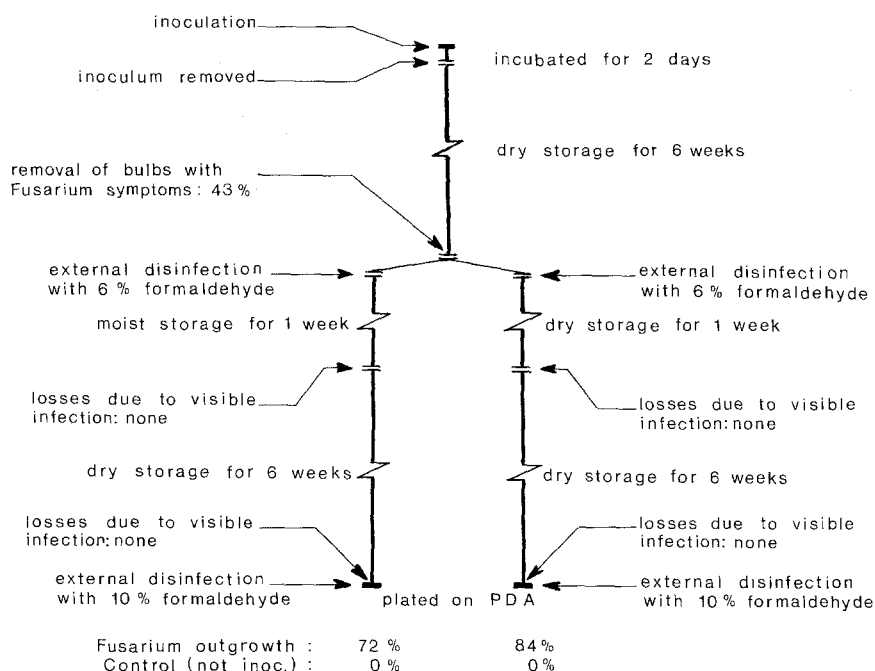 inoculation
inoculum removed
incubated for 2 days
dry storage for 6 weeks
removal of bulbs with
Fusarium symptoms: 43 %
external disinfection
with 6 % formaldehyde
external disinfection
with 6 % formaldehyde
moist storage for 1 week
dry storage for 1 week
losses due to visible
infection: none
losses due to visible
infection: none
dry storage for 6 weeks
dry storage for 6 weeks
losses due to visible
infection: none
losses due to visible
infection: none
external disinfection
with 10 % formaldehyde
plated on PDA
external disinfection
with 10 % formaldehyde
Fusarium outgrowth : 72 % 84 %
Control (not inoc.) : 0 % 0 %